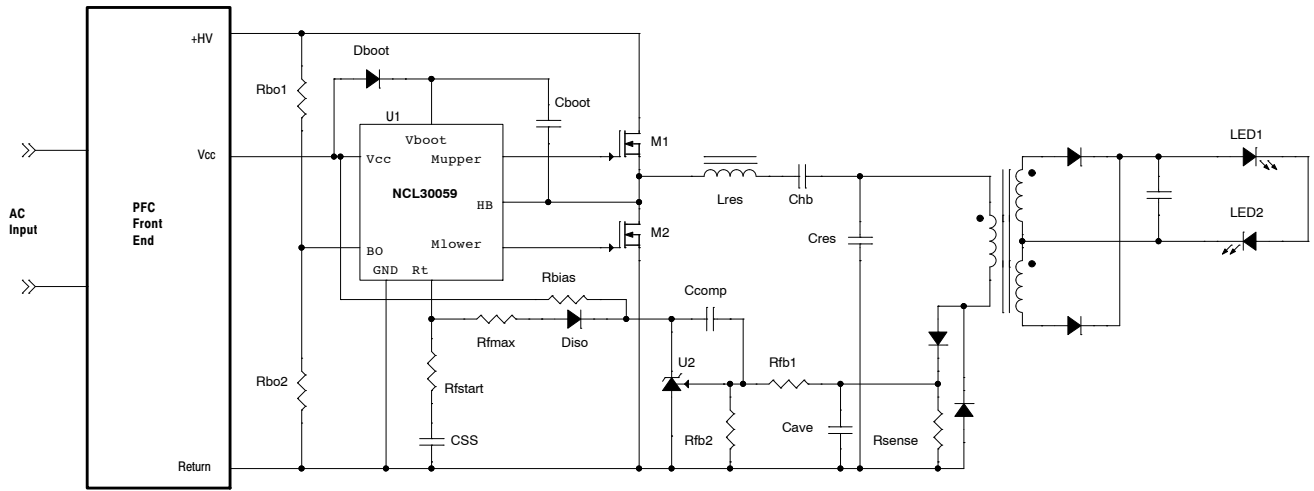 +HV
Dboot
Rbo1
Cboot
U1
Vboot
M1
LED1
Vcc
Vcc
Mupper
NCL30059
Lres
Chb
HB
AC
Input
PFC
Front
End
M2
LED2
Mlower
Cres
BO
GND
Rt
Rbias
Ccomp
Rfmax
Diso
U2
Rfb1
Rbo2
Rfstart
CSS
Rfb2
Cave
Rsense
Return